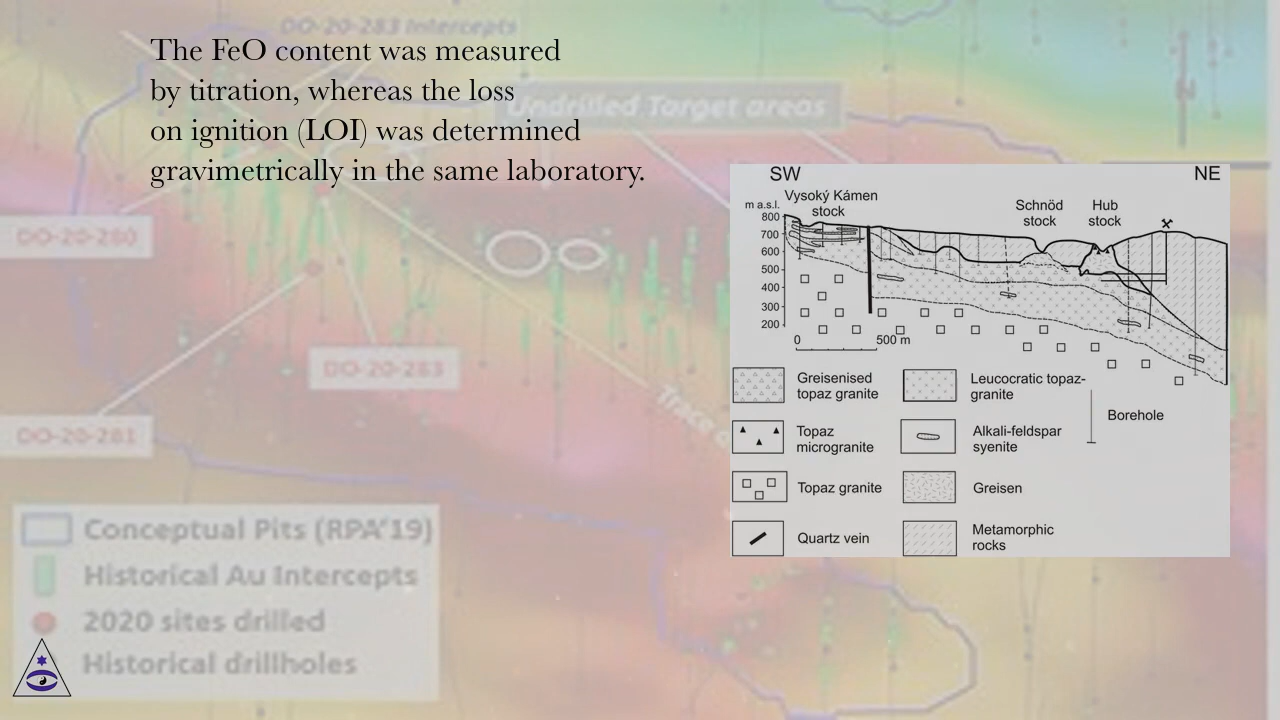 DO-20-283 Intercepts
The FeO content was measured
by titration, whereas the loss
on ignition (LOI) was determined
gravimetrically in the same laboratory.
Undrilled Target areas
DO-20-283
DO-20-281
Trace
Conceptual Pits (RPA'19)
Historical Au Intercepts
2020 sites drilled
Historical drillholes
SW
NE
Vysoký Kámen
stock
Schnöd
stock
Hub
stock
m a.s.l.
800
700
600
500
400
300
200
0
500 m
Greisenised
topaz granite
Leucocratic topaz-
granite
Borehole
Topaz
microgranite
Alkali-feldspar
syenite
Topaz granite
Greisen
Quartz vein
Metamorphic
rocks